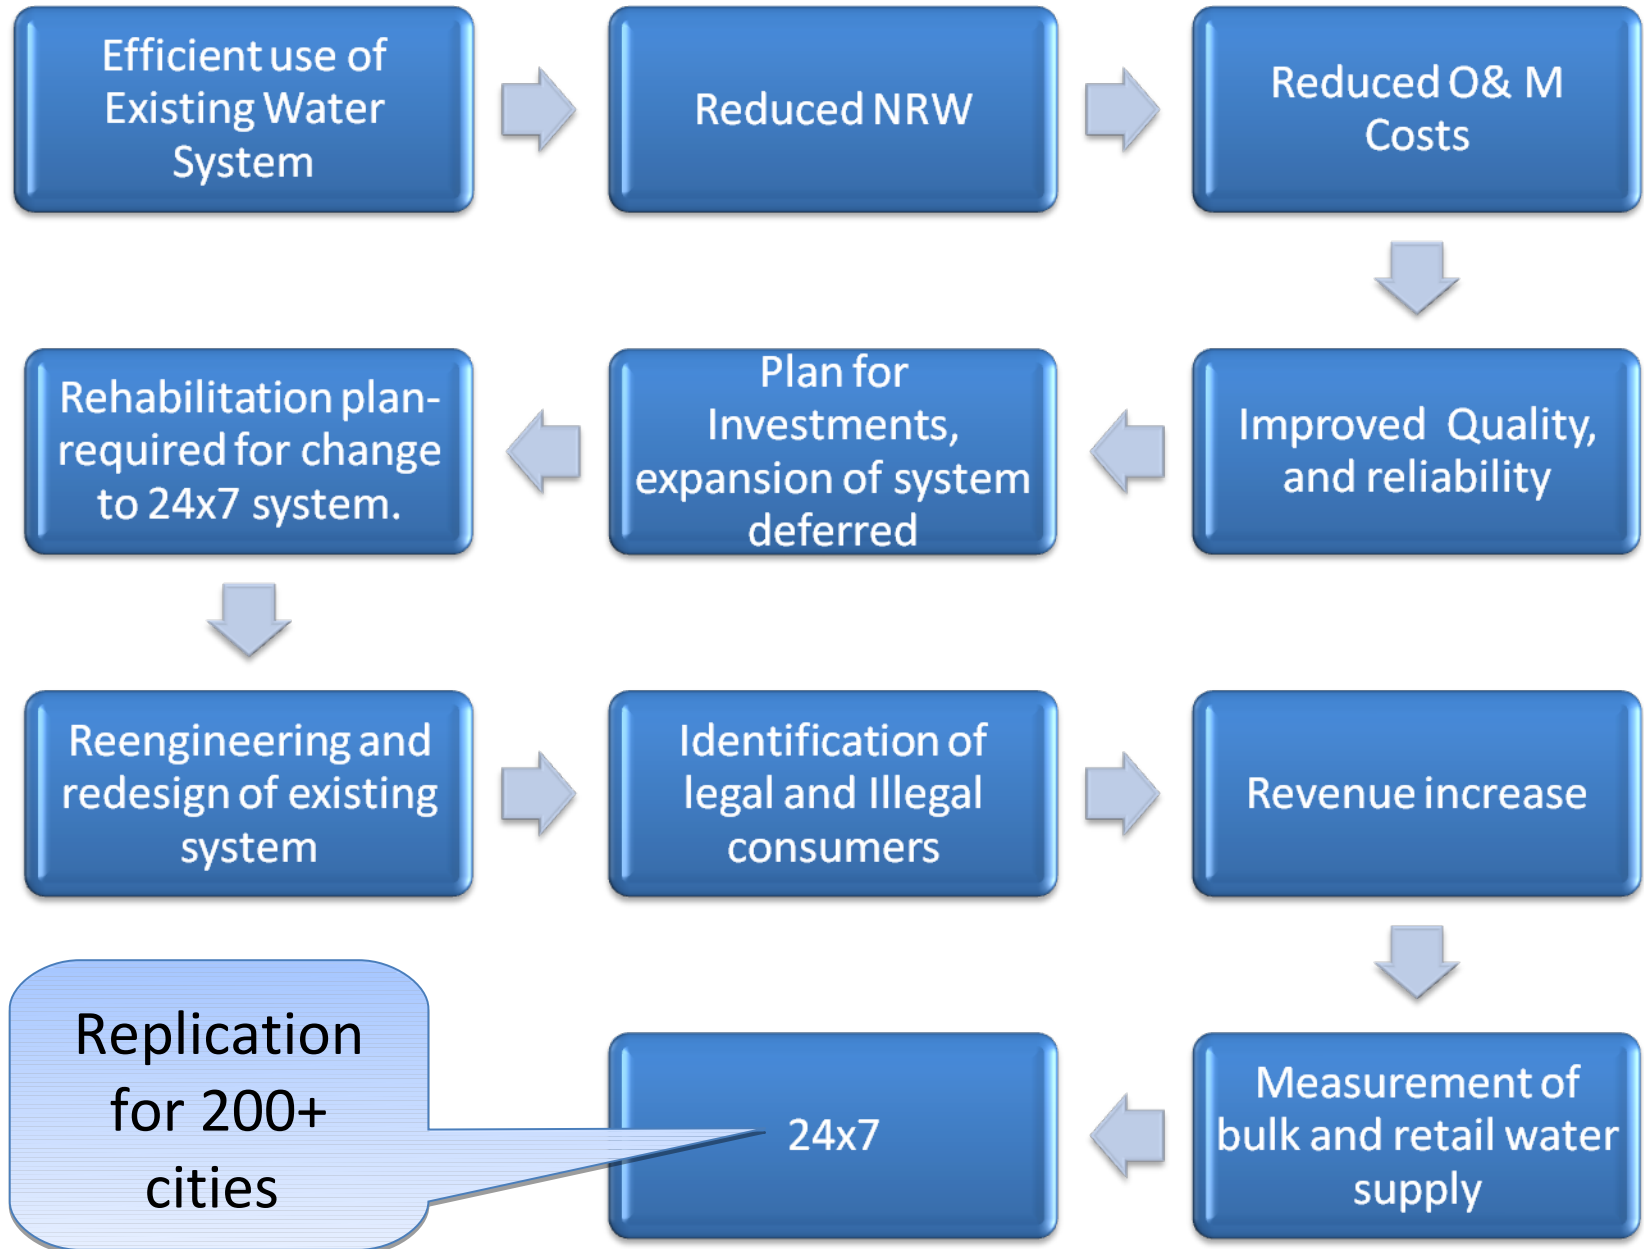 Efficient use of
Existing Water
System
Reduced NRW
Reduced O& M
Costs
Improved Quality,
and reliability
Plan for
Investments,
expansion of system
deferred
Rehabilitation plan-
required for change
to 24x7 system.
Reengineering and
redesign of existing
system
Identification of
legal and Illegal
consumers
Revenue increase
Measurement of
bulk and retail water
supply
24x7
Replication
for 200+
cities